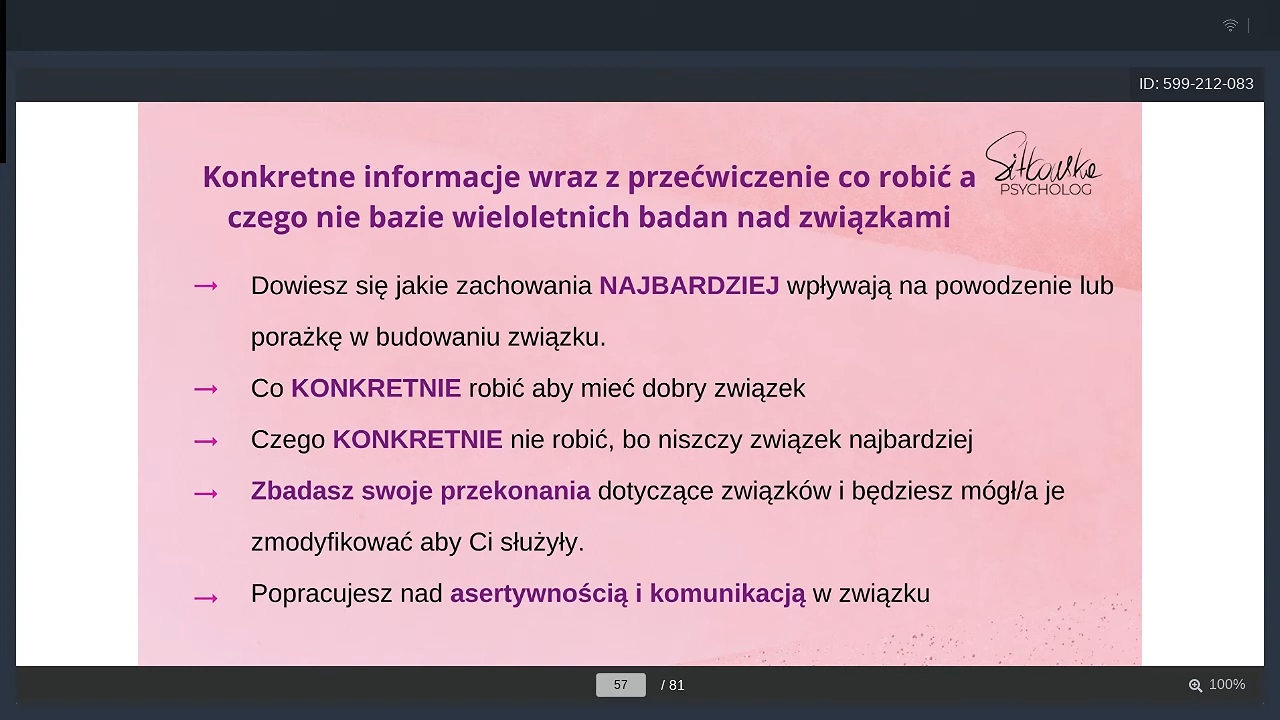 ID: 599-212-083
Konkretne informacje wraz z przećwiczenie co robić a
czego nie bazie wieloletnich badan nad związkami
PSYCHOLOG
Dowiesz się jakie zachowania NAJBARDZIEJ wpływają na powodzenie lub
porażkę w budowaniu związku.
Co KONKRETNIE robić aby mieć dobry związek
Czego KONKRETNIE nie robić, bo niszczy związek najbardziej
Zbadasz swoje przekonania dotyczące związków i będziesz mógł/a je
zmodyfikować aby Ci służyły.
Popracujesz nad asertywnością i komunikacją w związku
57 / 81
100%